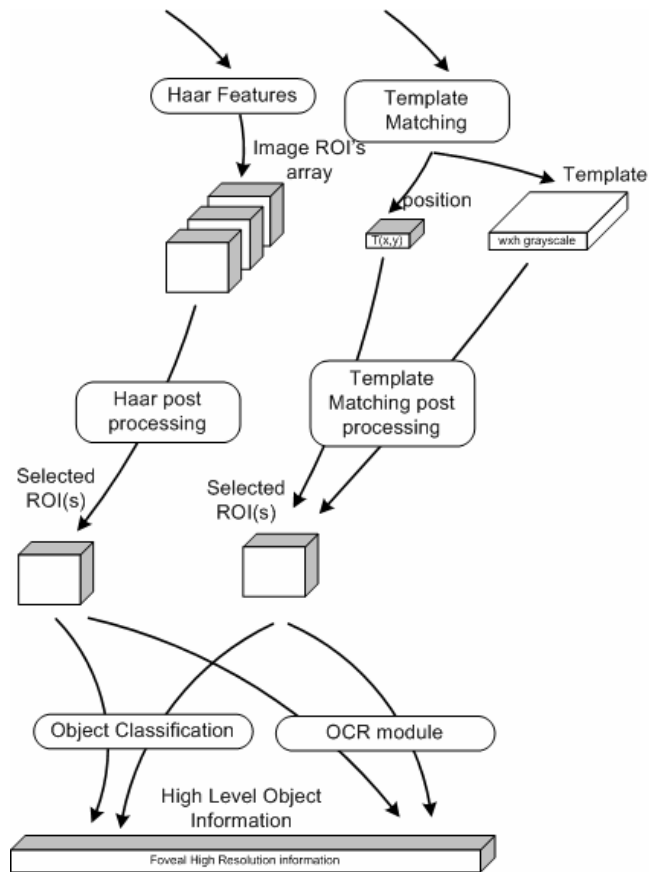 Haar Features
Template
Matching
Image ROI's
array
Template
position
T(x,y)
wxh grayscale
Haar post
processing
Template
Matching post
processing
Selected
ROI(s)
Selected
ROI(s)
Object Classification
OCR module
High Level Object
Information
Foveal High Resolution information